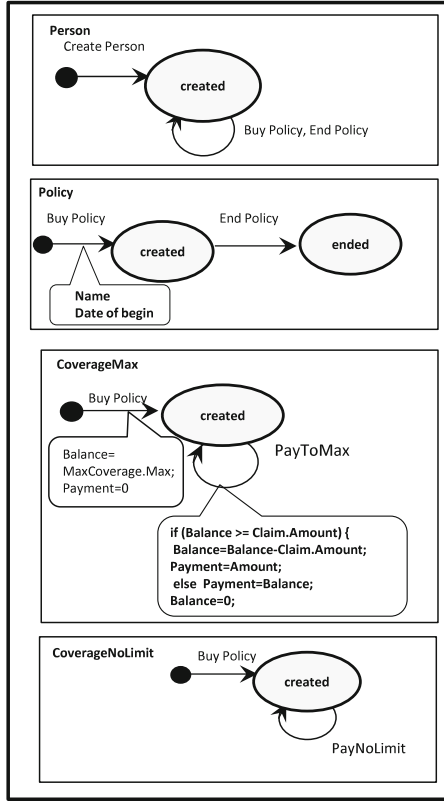 Person
Create Person
created
Buy Policy, End Policy
Policy
Buy Policy
End Policy
created
ended
Name
Date of begin
CoverageMax
Buy Policy
created
PayToMax
Balance=
MaxCoverage.Max;
Payment=0
if (Balance >= Claim.Amount) {
Balance=Balance-Claim.Amount;
Payment=Amount;
else Payment=Balance;
Balance=0;
CoverageNoLimit
Buy Policy
created
PayNoLimit